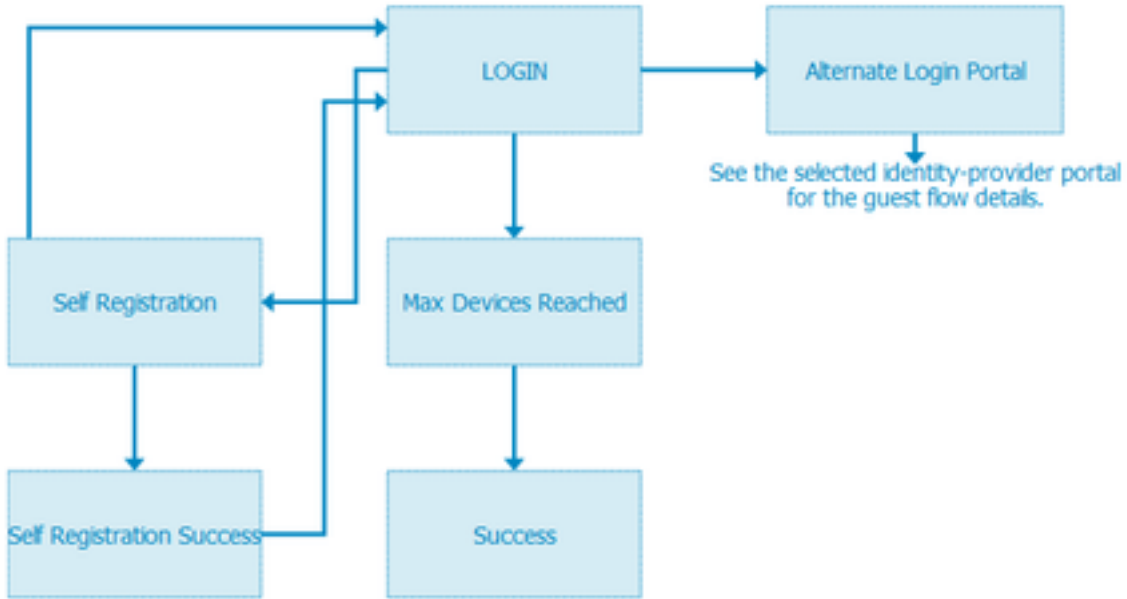 LOGIN
Alternate Login Portal
See the selected identity-provider portal
for the guest flow details.
Self Registration
Max Devices Reached
Self Registration Success
Success